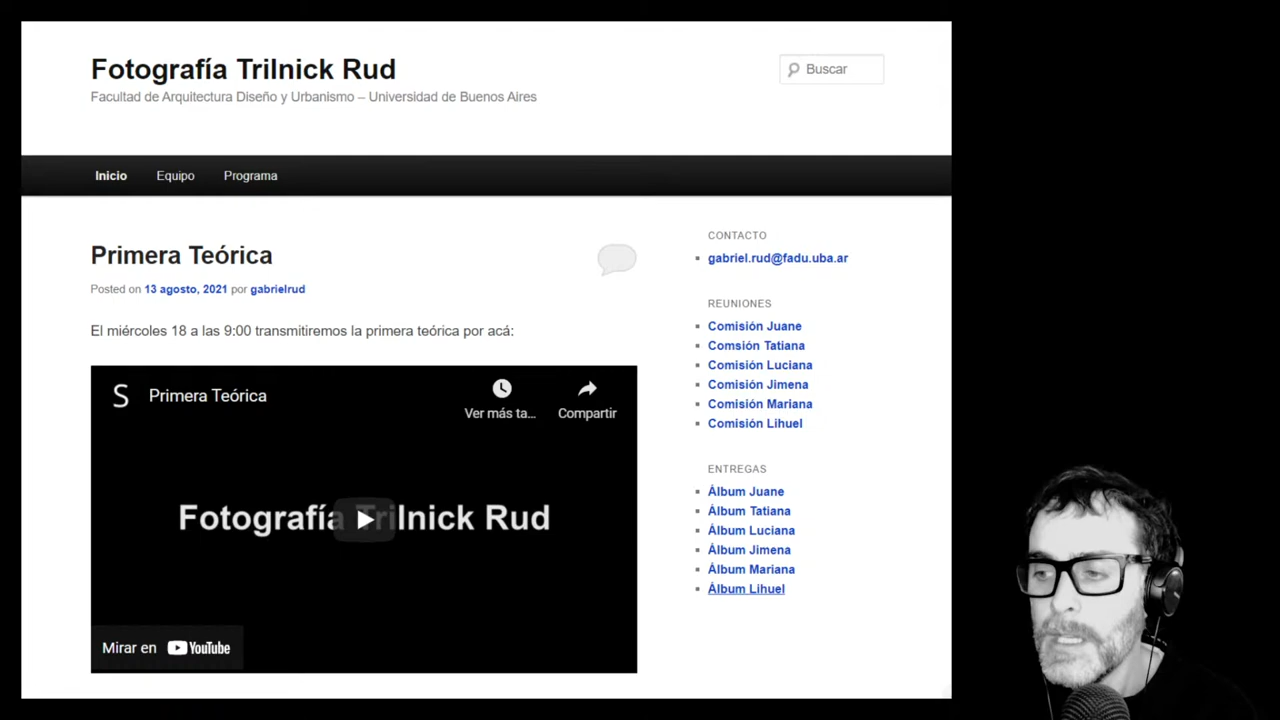 Fotografía Trilnick Rud
Facultad de Arquitectura Diseño y Urbanismo – Universidad de Buenos Aires
Buscar
Inicio Equipo Programa
Primera Teórica
Posted on 13 agosto, 2021 por gabrielrud
El miércoles 18 a las 9:00 transmitiremos la primera teórica por acá:
S Primera Teórica
Ver más ta...
Compartir
Fotografía Trilnick Rud
Mirar en YouTube
CONTACTO
gabriel.rud@fadu.uba.ar
REUNIONES
Comisión Juane
Comsión Tatiana
Comisión Luciana
Comisión Jimena
Comisión Mariana
Comisión Lihuel
ENTREGAS
Álbum Juane
Álbum Tatiana
Álbum Luciana
Álbum Jimena
Álbum Mariana
Álbum Lihuel